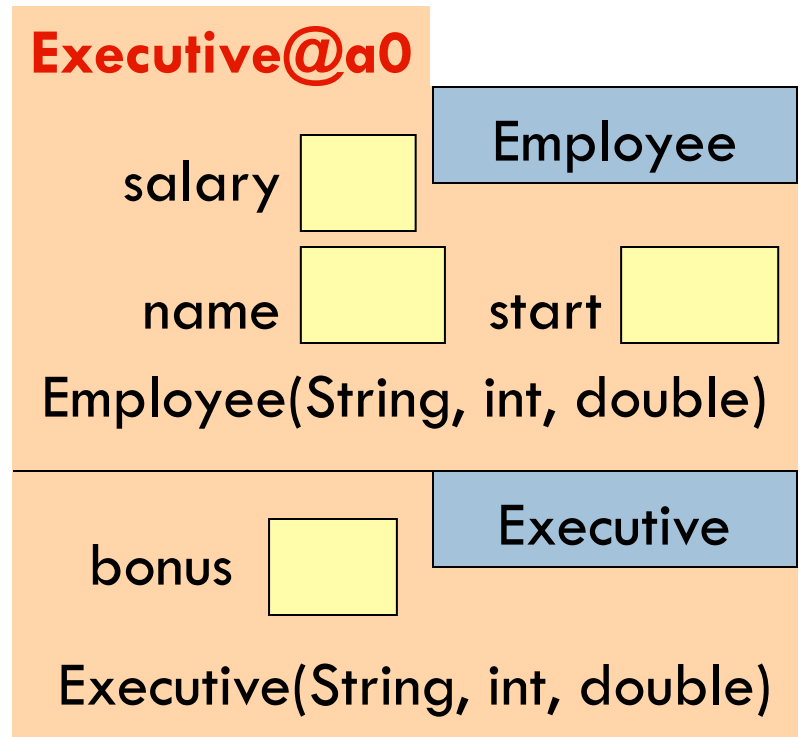 Executive@a0
Employee
salary
name start
Employee(String, int, double)
Executive
bonus
Executive(String, int, double)